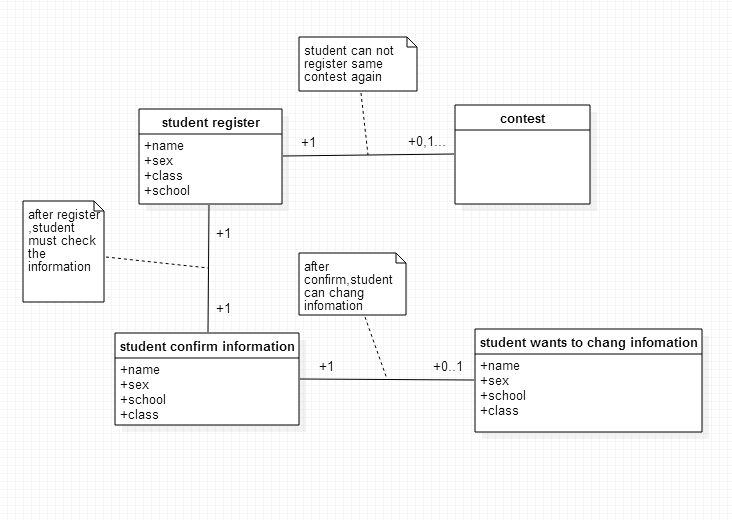 student can not
register same
contest again
student register
+name
+sex
+class
+school
+1
+0,1...
contest
after register
,student
must check
the
information
+1
+1
after
confirm,student
can chang
infomation
student confirm information
+name
+sex
+school
+class
+1
+0..1
student wants to chang infomation
+name
+sex
+school
+class